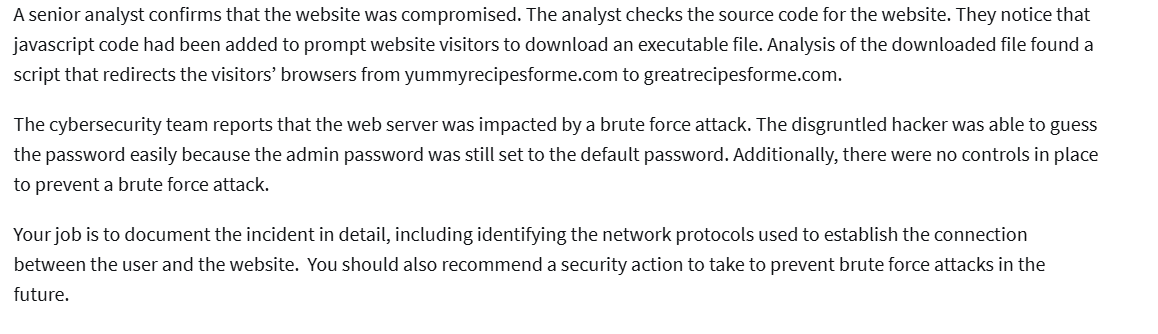 A senior analyst confirms that the website was compromised. The analyst checks the source code for the website. They notice that
javascript code had been added to prompt website visitors to download an executable file. Analysis of the downloaded file found a
script that redirects the visitors' browsers from yummyrecipesforme.com to greatrecipesforme.com.
The cybersecurity team reports that the web server was impacted by a brute force attack. The disgruntled hacker was able to guess
the password easily because the admin password was still set to the default password. Additionally, there were no controls in place
to prevent a brute force attack.
Your job is to document the incident in detail, including identifying the network protocols used to establish the connection
between the user and the website.  You should also recommend a security action to take to prevent brute force attacks in the
future.